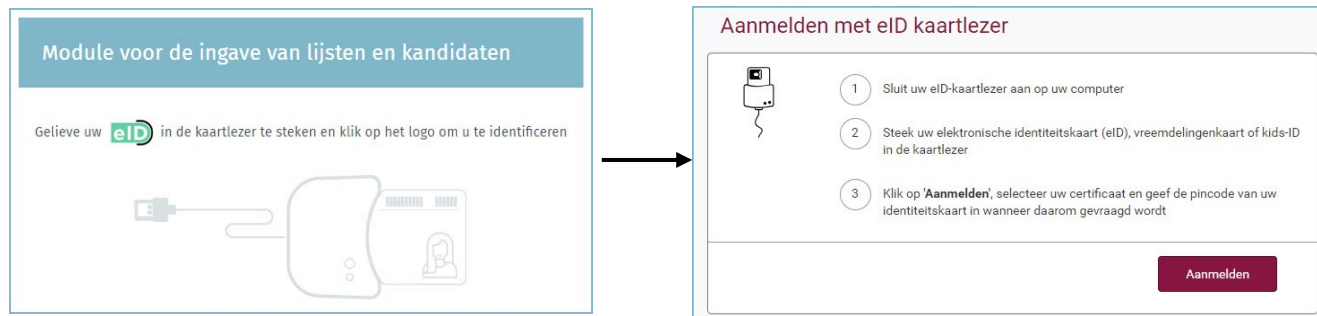 Module voor de ingave van lijsten en kandidaten
Gelieve uw eID in de kaartlezer te steken en klik op het logo om u te identificeren
Aanmelden met eID kaartlezer
1 Sluit uw eID-kaartlezer aan op uw computer
2 Steek uw elektronische identiteitskaart (eID), vreemdelingenkaart of kids-ID
in de kaartlezer
3 Klik op 'Aanmelden', selecteer uw certificaat en geef de pincode van uw
identiteitskaart in wanneer daarom gevraagd wordt
Aanmelden